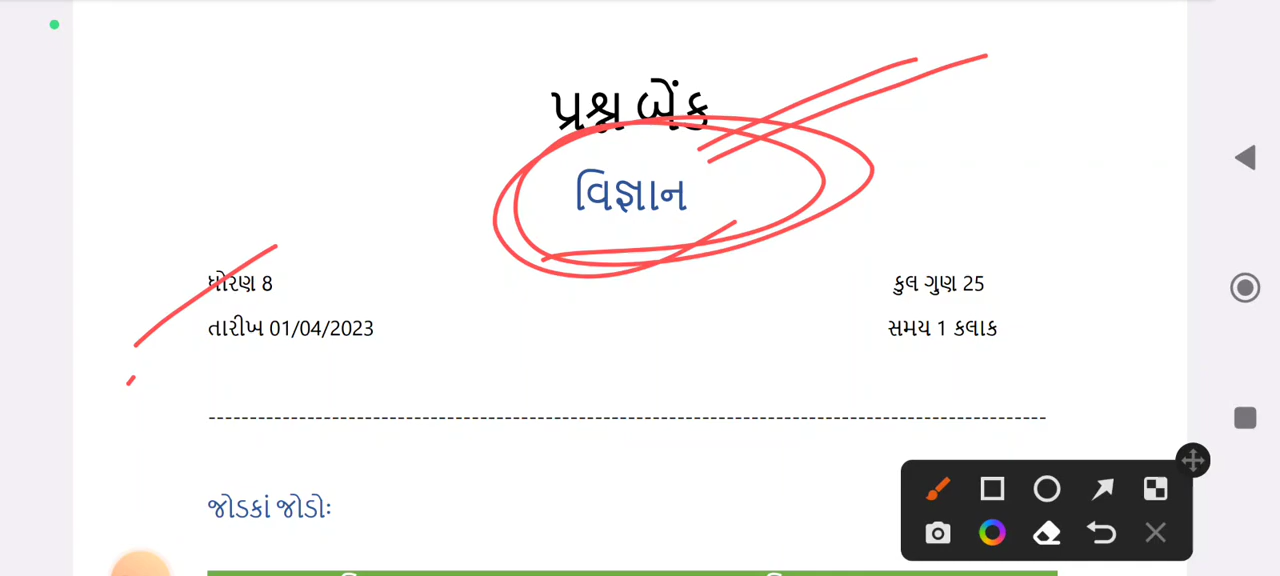 પ્રશ્ન બેંક
વિજ્ઞાન
ધોરણ 8
કુલ ગુણ 25
તારીખ 01/04/2023
સમય 1 કલાક
જોડકાં જોડોઃ